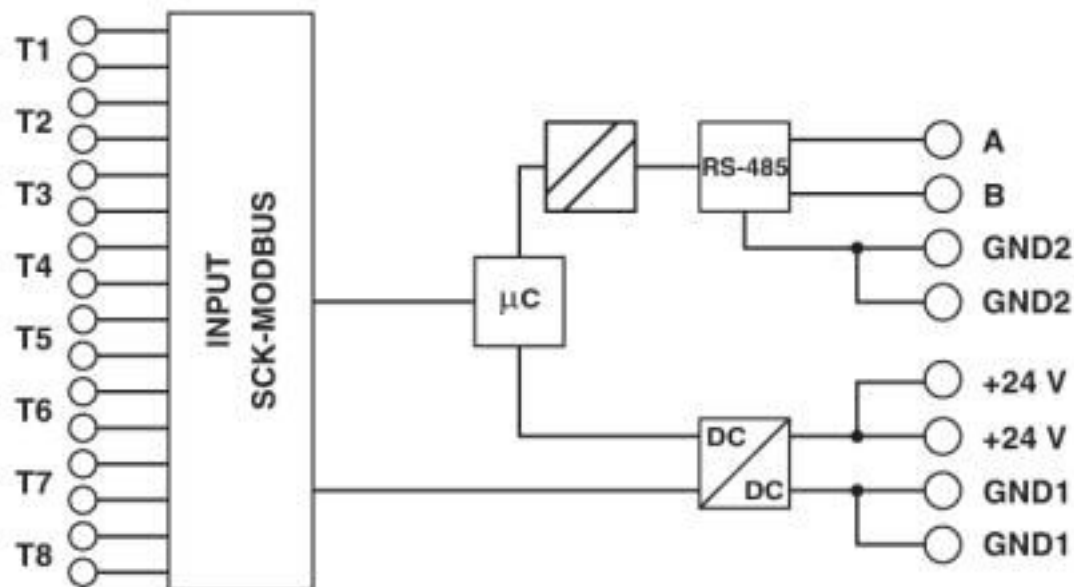 T1
T2
T3
T4
T5
T6
T7
T8
INPUT
SCK-MODBUS
µC
RS-485
DC
DC
A
B
GND2
GND2
+24 V
+24 V
GND1
GND1